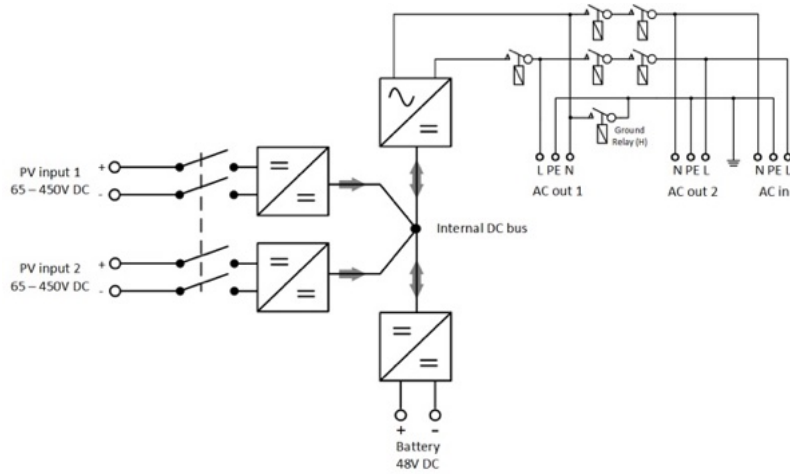 Ground
Relay (H)
L PE N
N PE L
N PE L
AC out 1
AC out 2
AC in
PV input 1
65 – 450V DC
+
-
Internal DC bus
PV input 2
65 – 450V DC
+
-
+
-
Battery
48V DC